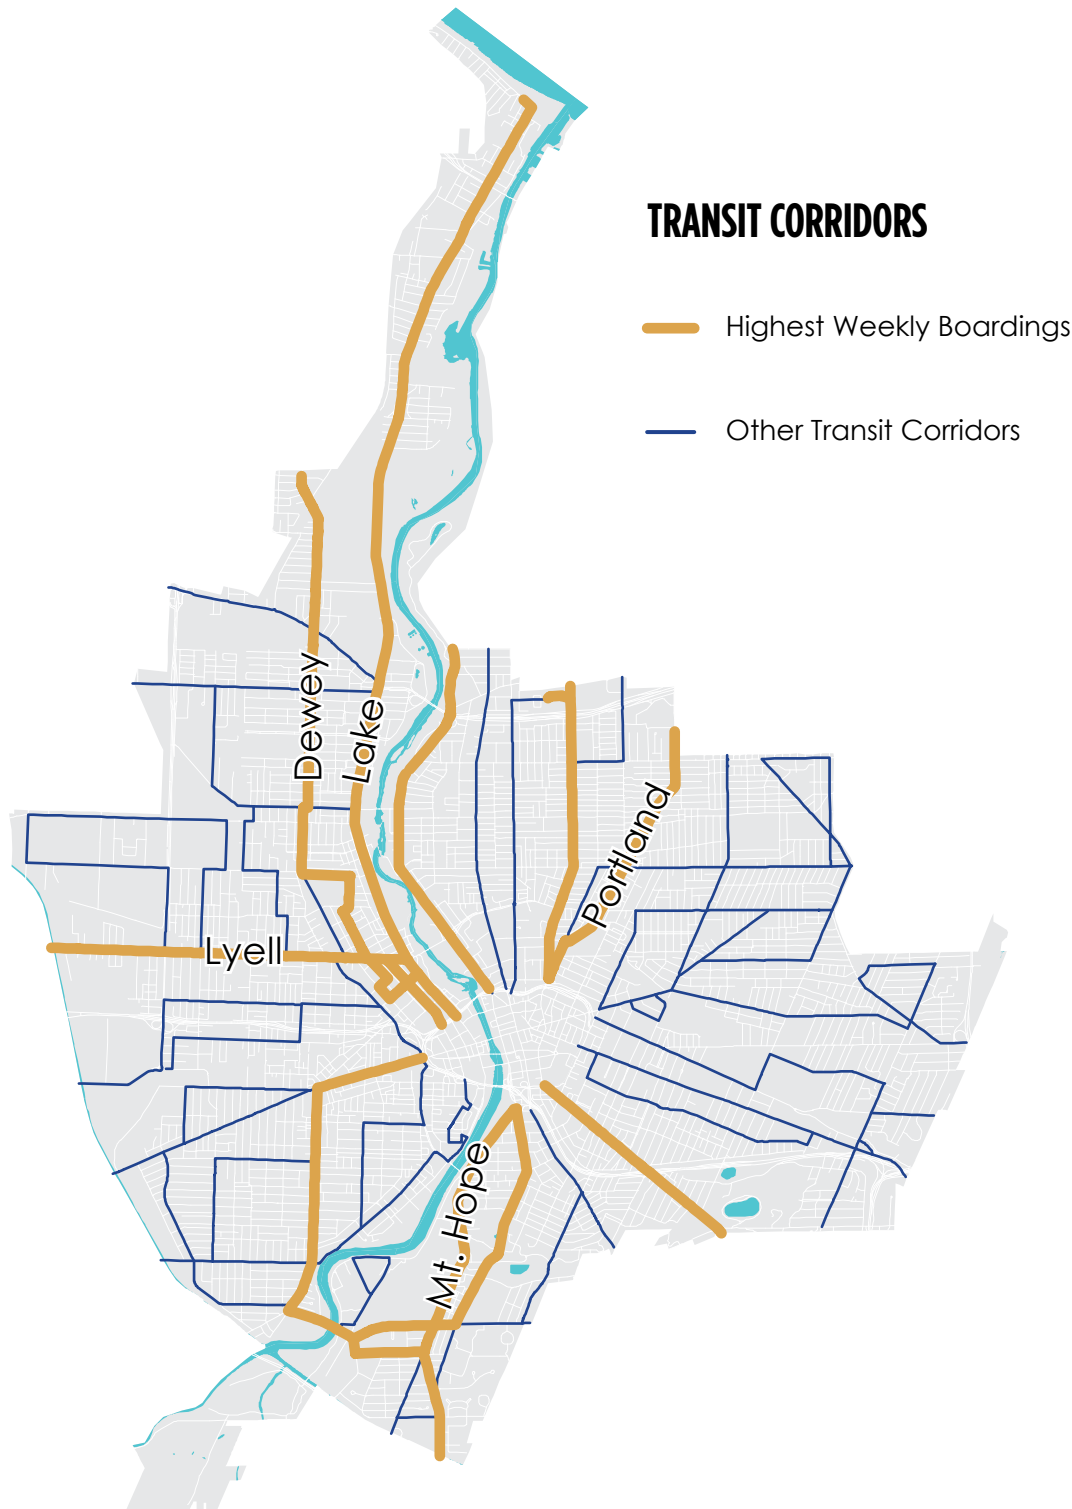 TRANSIT CORRIDORS
Highest Weekly Boardings
Other Transit Corridors
Dewey
Lake
Portland
Lyell
Mt. Hope